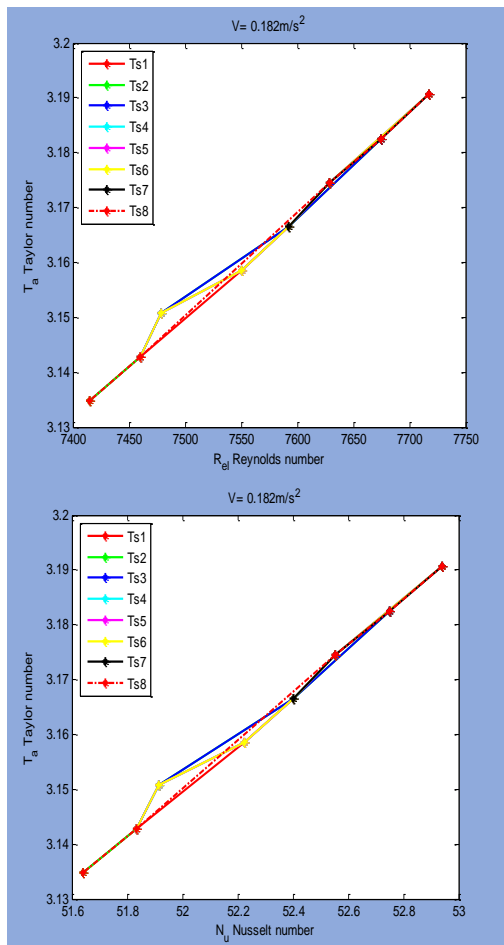 V= 0.182m/s²
3.2
3.19
3.18
3.17
3.16
3.15
3.14
3.13
Tₐ Taylor number
Ts1
Ts2
Ts3
Ts4
Ts5
Ts6
Ts7
Ts8
7400 7450 7500 7550 7600 7650 7700 7750
Rₑₗ Reynolds number
V= 0.182m/s²
3.2
3.19
3.18
3.17
3.16
3.15
3.14
3.13
Tₐ Taylor number
Ts1
Ts2
Ts3
Ts4
Ts5
Ts6
Ts7
Ts8
51.6 51.8 52 52.2 52.4 52.6 52.8 53
Nᵤ Nusselt number